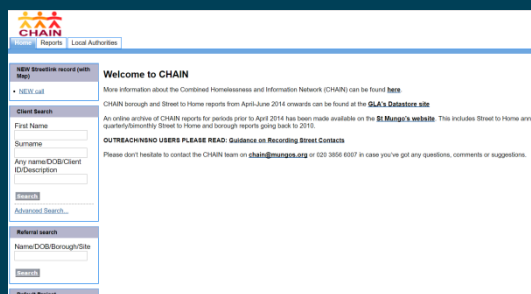 CHAIN
Home Reports Local Authorities
NEW Streetlink record (with Map)
NEW call
Client Search
First Name
Surname
Any name/DOB/Client ID/Description
Search
Advanced Search...
Referral search
Name/DOB/Borough/Site
Search
Welcome to CHAIN
More information about the Combined Homelessness and Information Network (CHAIN) can be found here.
CHAIN borough and Street to Home reports from April-June 2014 onwards can be found at the GLA's Datastore site
An online archive of CHAIN reports for periods prior to April 2014 has been made available on the St Mungo's website. This includes Street to Home
quarterly/bimonthly Street to Home and borough reports going back to 2010.
OUTREACH/NSNO USERS PLEASE READ: Guidance on Recording Street Contacts
Please don't hesitate to contact the CHAIN team on chain@mungos.org or 020 3856 6007 in case you've got any questions, comments or suggestions.